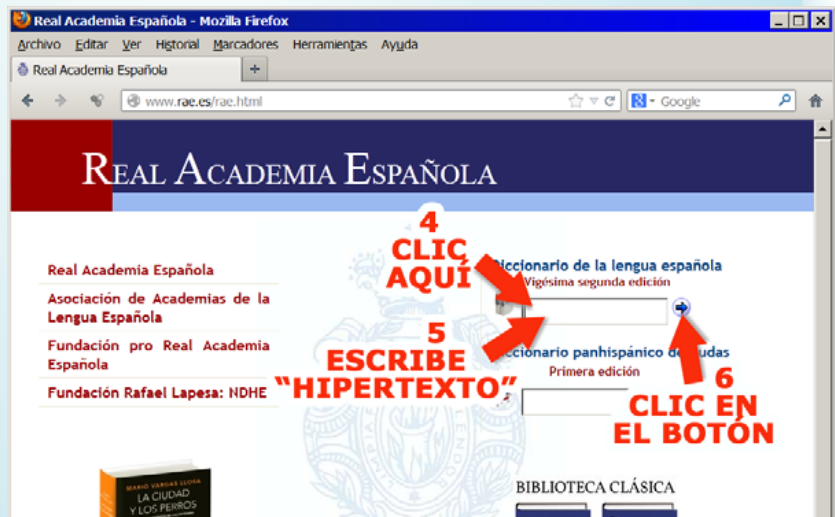 Real Academia Española - Mozilla Firefox
Archivo Editar Ver Historial Marcadores Herramientas Ayuda
Real Academia Española
www.rae.es/rae.html
Google
REAL ACADEMIA ESPAÑOLA
4
CLIC
AQUÍ
Real Academia Española
Asociación de Academias de la
Lengua Española
Fundación pro Real Academia
Española
Fundación Rafael Lapesa: NDHE
Diccionario de la lengua española
Vigésima segunda edición
5
ESCRIBE
"HIPERTEXTO"
Diccionario panhispánico de dudas
Primera edición
6
CLIC EN
EL BOTÓN
MARIO VARGAS LLOSA
LA CIUDAD
Y LOS PERROS
BIBLIOTECA CLÁSICA